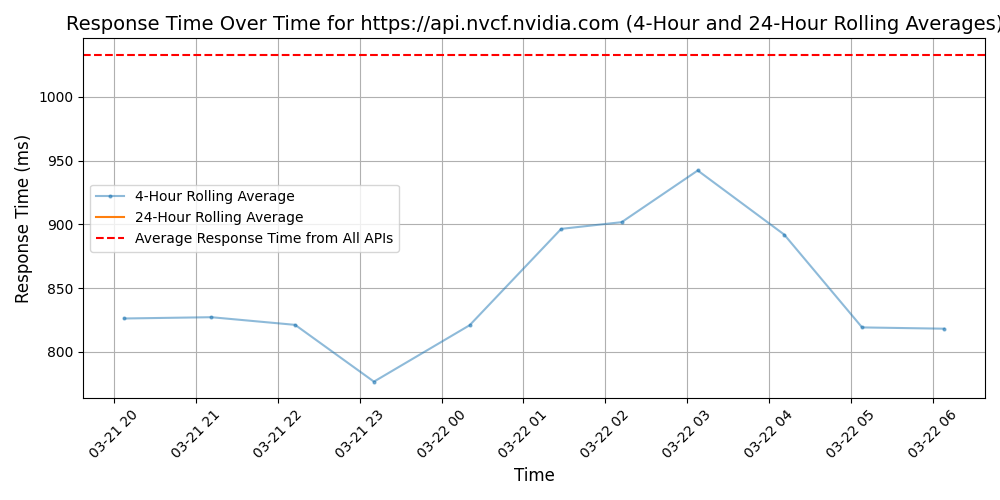 Response Time Over Time for https://api.nvcf.nvidia.com (4-Hour and 24-Hour Rolling Averages)
Response Time (ms)
1000
950
900
850
800
4-Hour Rolling Average
24-Hour Rolling Average
Average Response Time from All APIs
03-21 20
03-21 21
03-21 22
03-21 23
03-22 00
03-22 01
03-22 02
03-22 03
03-22 04
03-22 05
03-22 06
Time